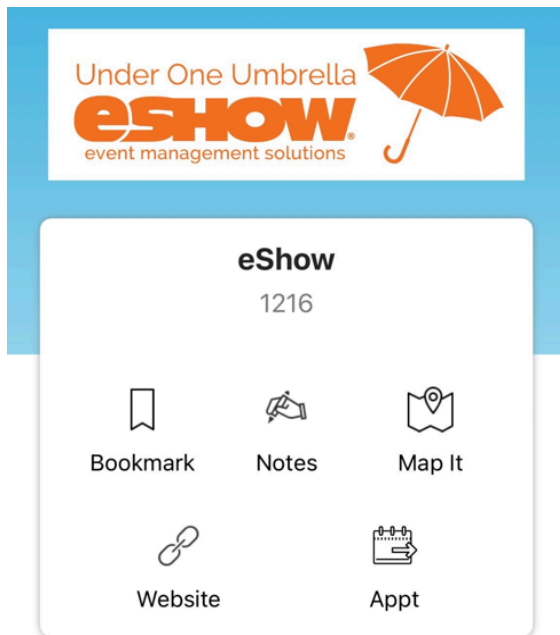 Under One Umbrella
eSHOW®
event management solutions
eShow
1216
Bookmark Notes Map It
Website Appt